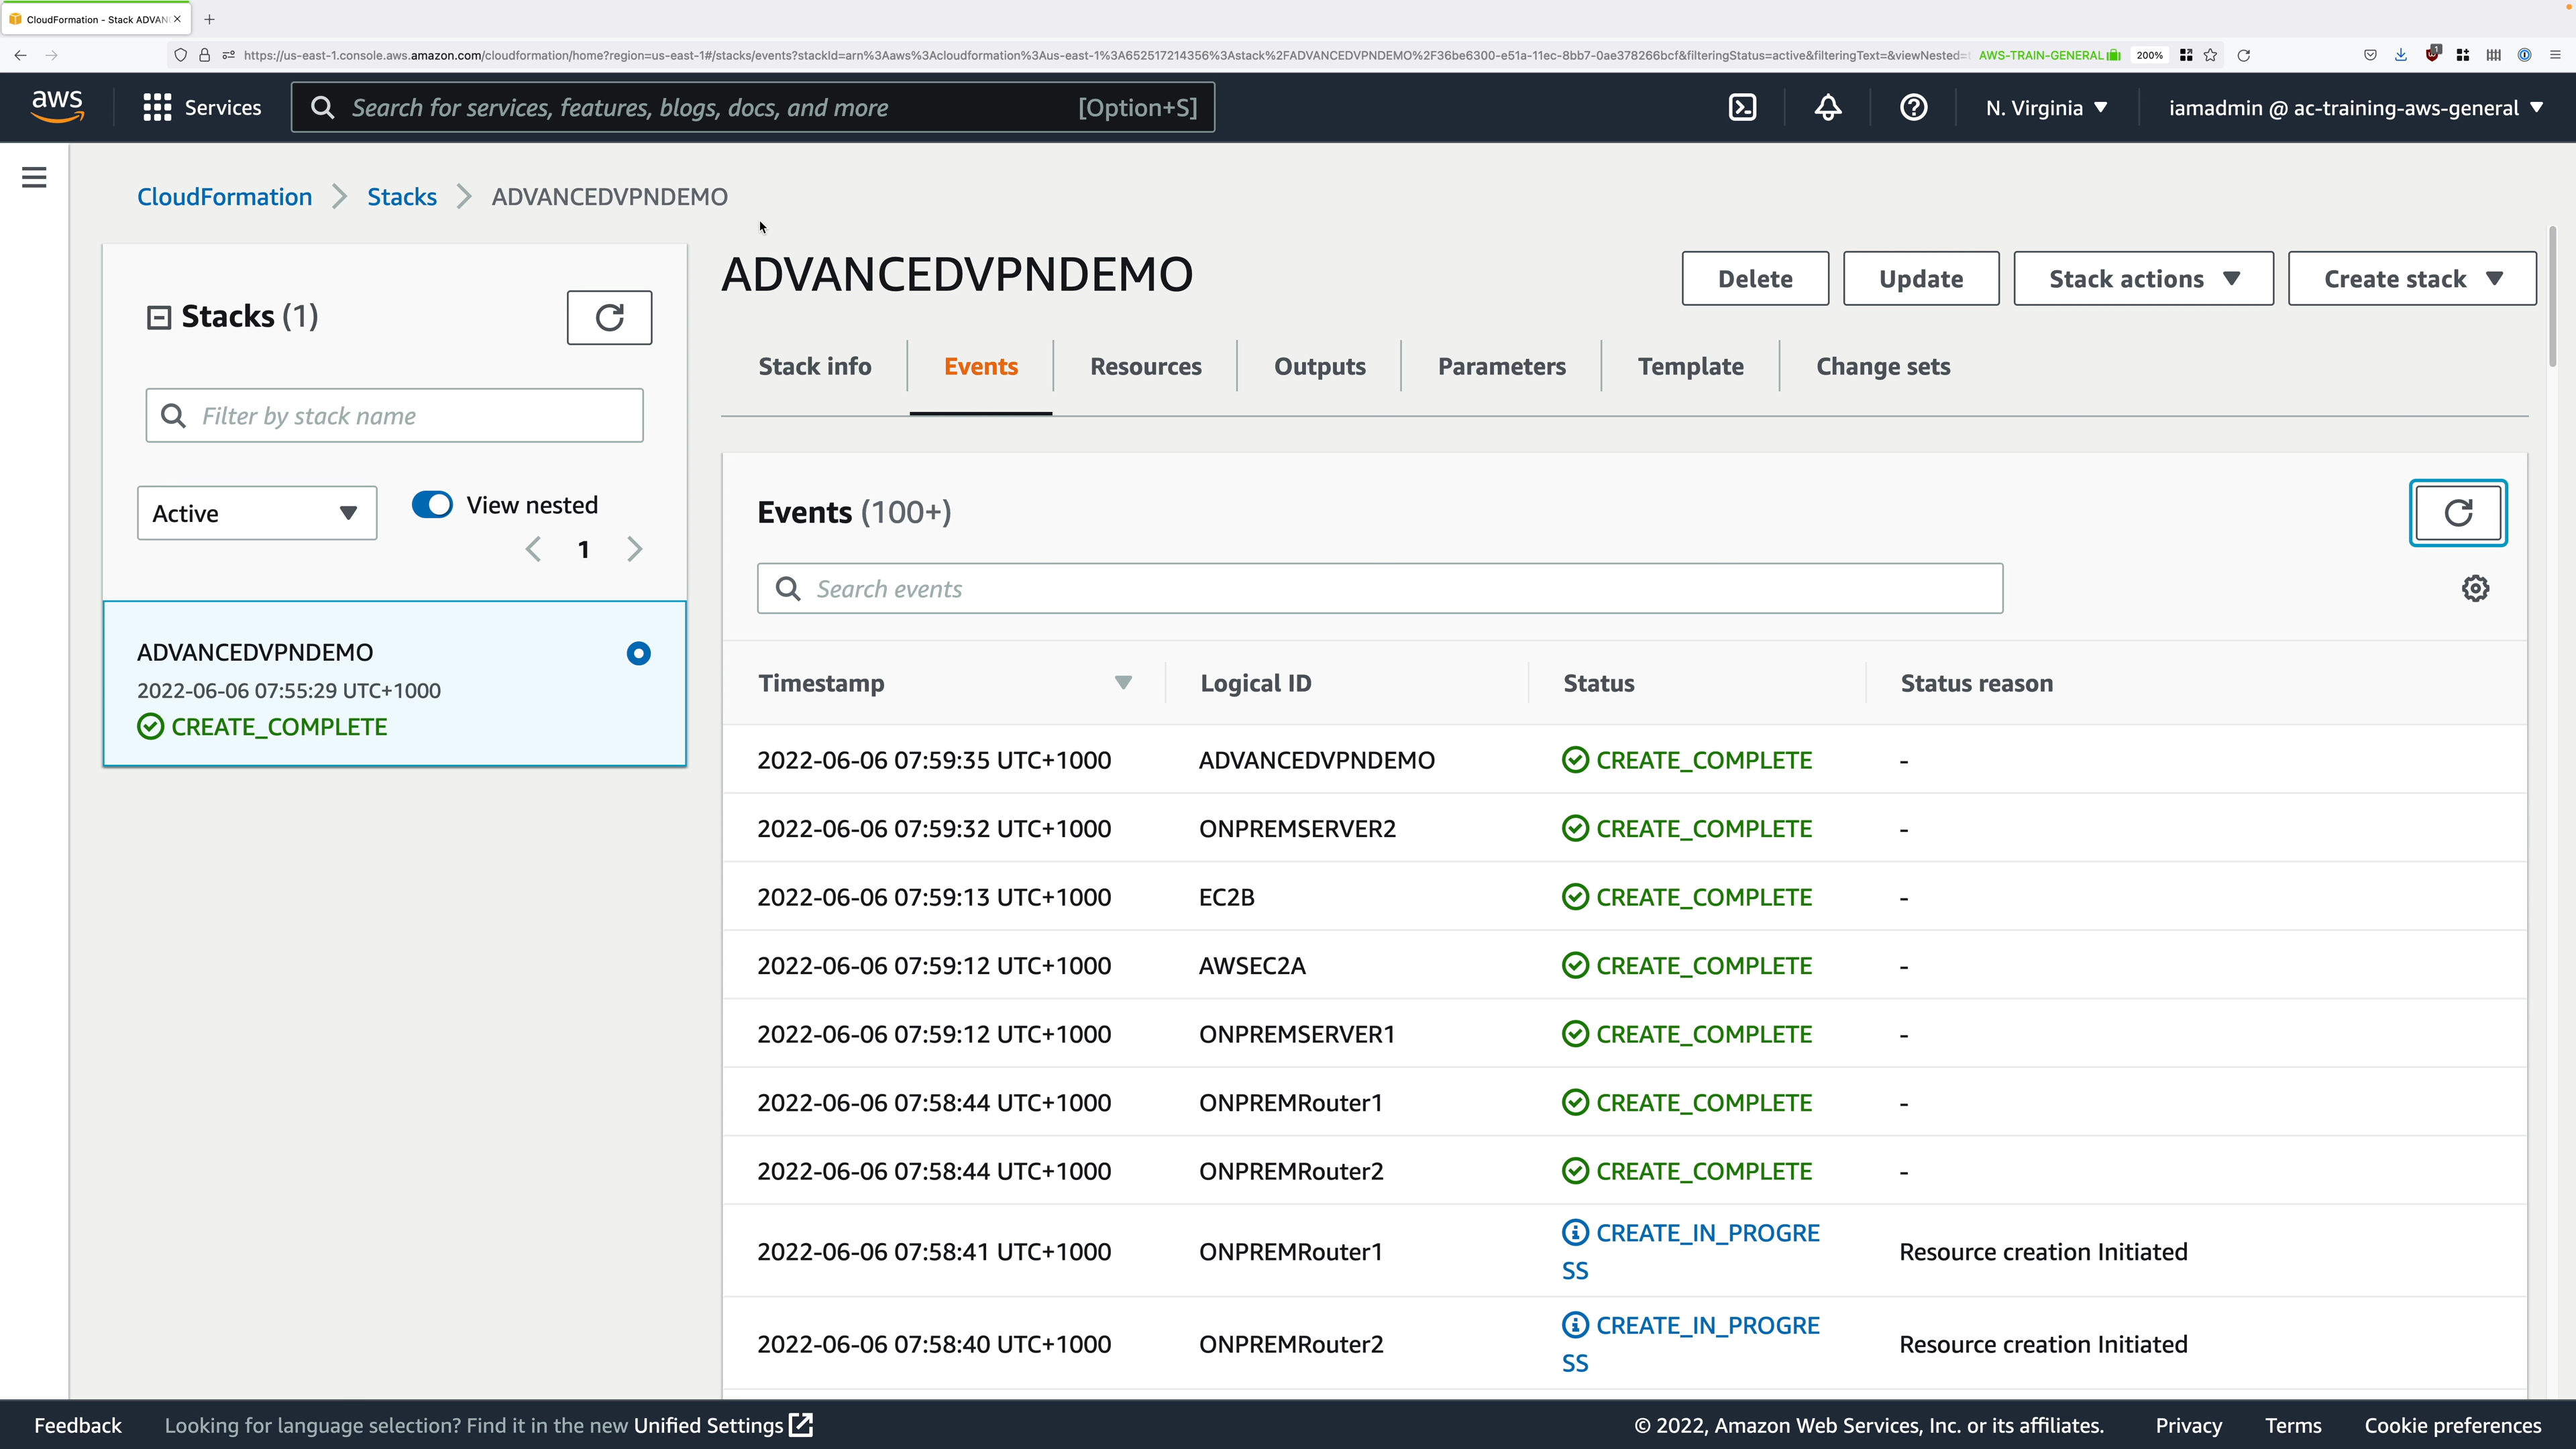 CloudFormation - Stack ADVAN
https://us-east-1.console.aws.amazon.com/cloudformation/home?region=us-east-1#/stacks/events?stackId=arn%3Aaws%3Acloudformation%3Aus-east-1%3A652517214356%3Astack%2FADVANCEDVPNDEMO%2F36be6300-e51a-11ec-8bb7-0ae378266bcf&filteringStatus=active&filteringText=&viewNested= AWS-TRAIN-GENERAL 200%
aws Services Search for services, features, blogs, docs, and more [Option+S] N. Virginia iamadmin @ ac-training-aws-general
CloudFormation Stacks ADVANCEDVPNDEMO
Stacks (1)
Filter by stack name
Active View nested
1
ADVANCEDVPNDEMO
2022-06-06 07:55:29 UTC+1000
CREATE_COMPLETE
ADVANCEDVPNDEMO Delete Update Stack actions Create stack
Stack info Events Resources Outputs Parameters Template Change sets
Events (100+)
Search events
Timestamp Logical ID Status Status reason
2022-06-06 07:59:35 UTC+1000 ADVANCEDVPNDEMO CREATE_COMPLETE -
2022-06-06 07:59:32 UTC+1000 ONPREMSERVER2 CREATE_COMPLETE -
2022-06-06 07:59:13 UTC+1000 EC2B CREATE_COMPLETE -
2022-06-06 07:59:12 UTC+1000 AWSEC2A CREATE_COMPLETE -
2022-06-06 07:59:12 UTC+1000 ONPREMSERVER1 CREATE_COMPLETE -
2022-06-06 07:58:44 UTC+1000 ONPREMRouter1 CREATE_COMPLETE -
2022-06-06 07:58:44 UTC+1000 ONPREMRouter2 CREATE_COMPLETE -
2022-06-06 07:58:41 UTC+1000 ONPREMRouter1 CREATE_IN_PROGRE
SS Resource creation Initiated
2022-06-06 07:58:40 UTC+1000 ONPREMRouter2 CREATE_IN_PROGRE
SS Resource creation Initiated
Feedback Looking for language selection? Find it in the new Unified Settings © 2022, Amazon Web Services, Inc. or its affiliates. Privacy Terms Cookie preferences